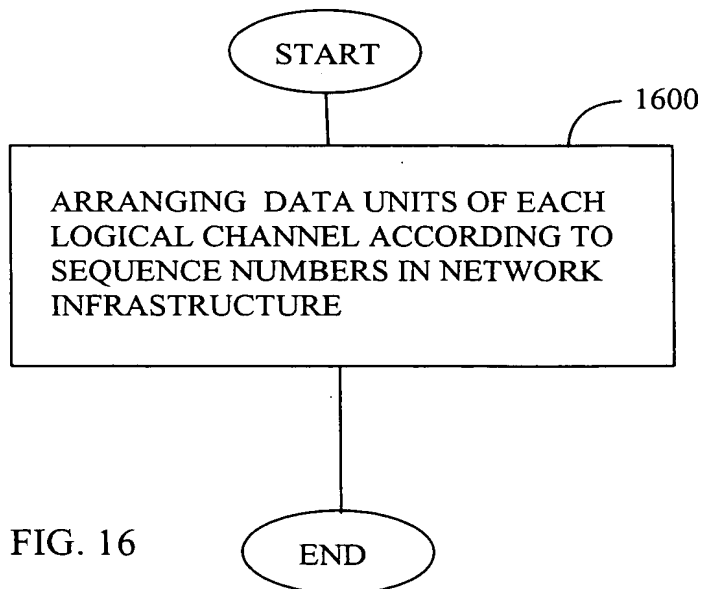 START
1600
ARRANGING DATA UNITS OF EACH
LOGICAL CHANNEL ACCORDING TO
SEQUENCE NUMBERS IN NETWORK
INFRASTRUCTURE
FIG. 16
END